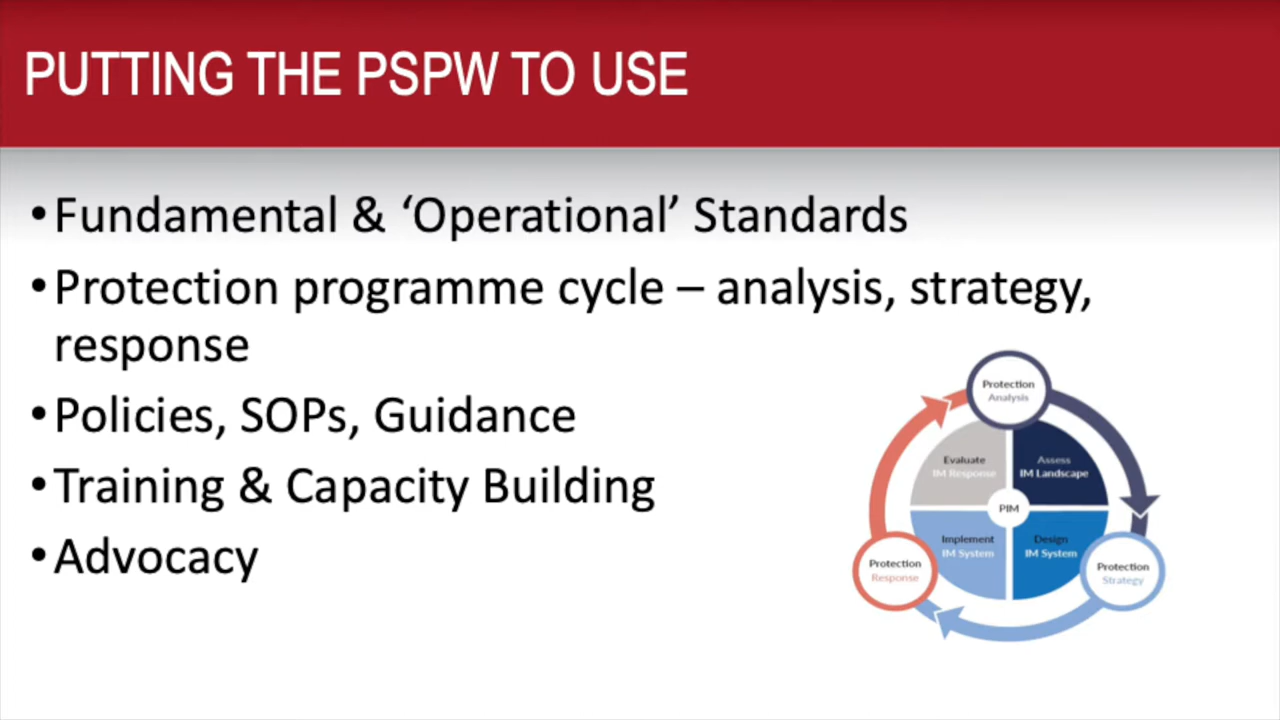 PUTTING THE PSPW TO USE
•Fundamental & ‘Operational’ Standards
•Protection programme cycle – analysis, strategy,
response
•Policies, SOPs, Guidance
•Training & Capacity Building
•Advocacy
Protection
Analysis
Evaluate
IM Response
Assess
IM Landscape
PIM
Implement
IM System
Design
IM System
Protection
Response
Protection
Strategy